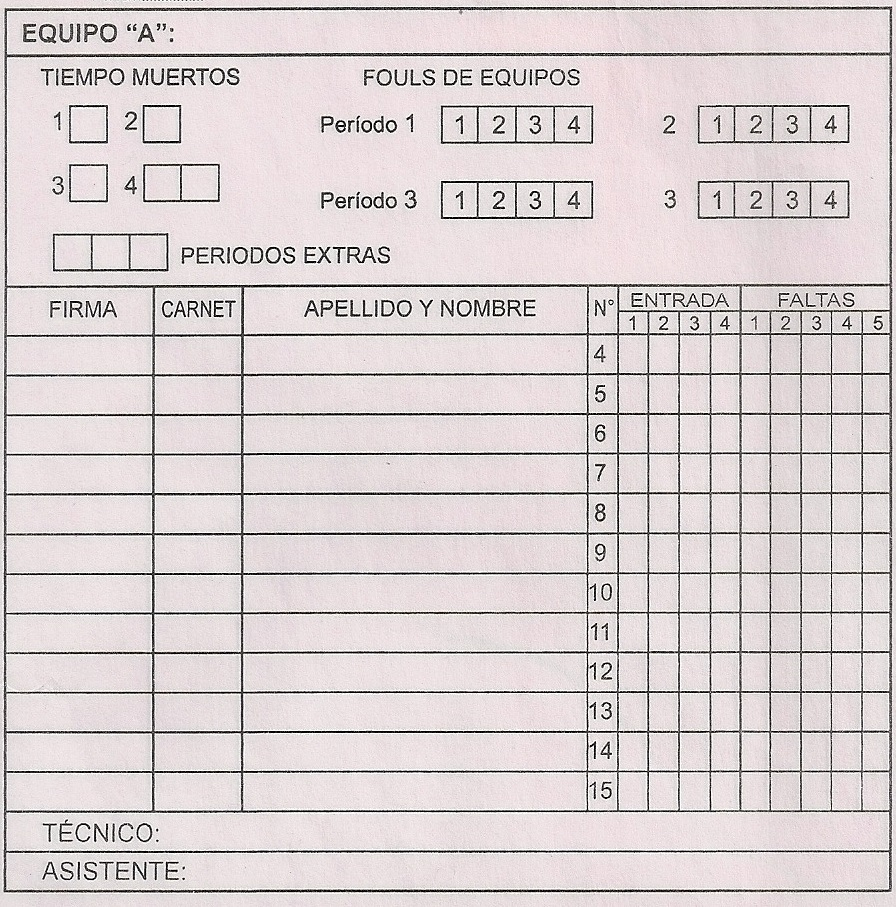 EQUIPO “A”:
TIEMPO MUERTOS FOULS DE EQUIPOS
1 2 Período 1 1 2 3 4 2 1 2 3 4
3 4 Período 3 1 2 3 4 3 1 2 3 4
PERIODOS EXTRAS
FIRMA CARNET APELLIDO Y NOMBRE N° ENTRADA FALTAS
1 2 3 4 1 2 3 4 5
4
5
6
7
8
9
10
11
12
13
14
15
TÉCNICO:
ASISTENTE: